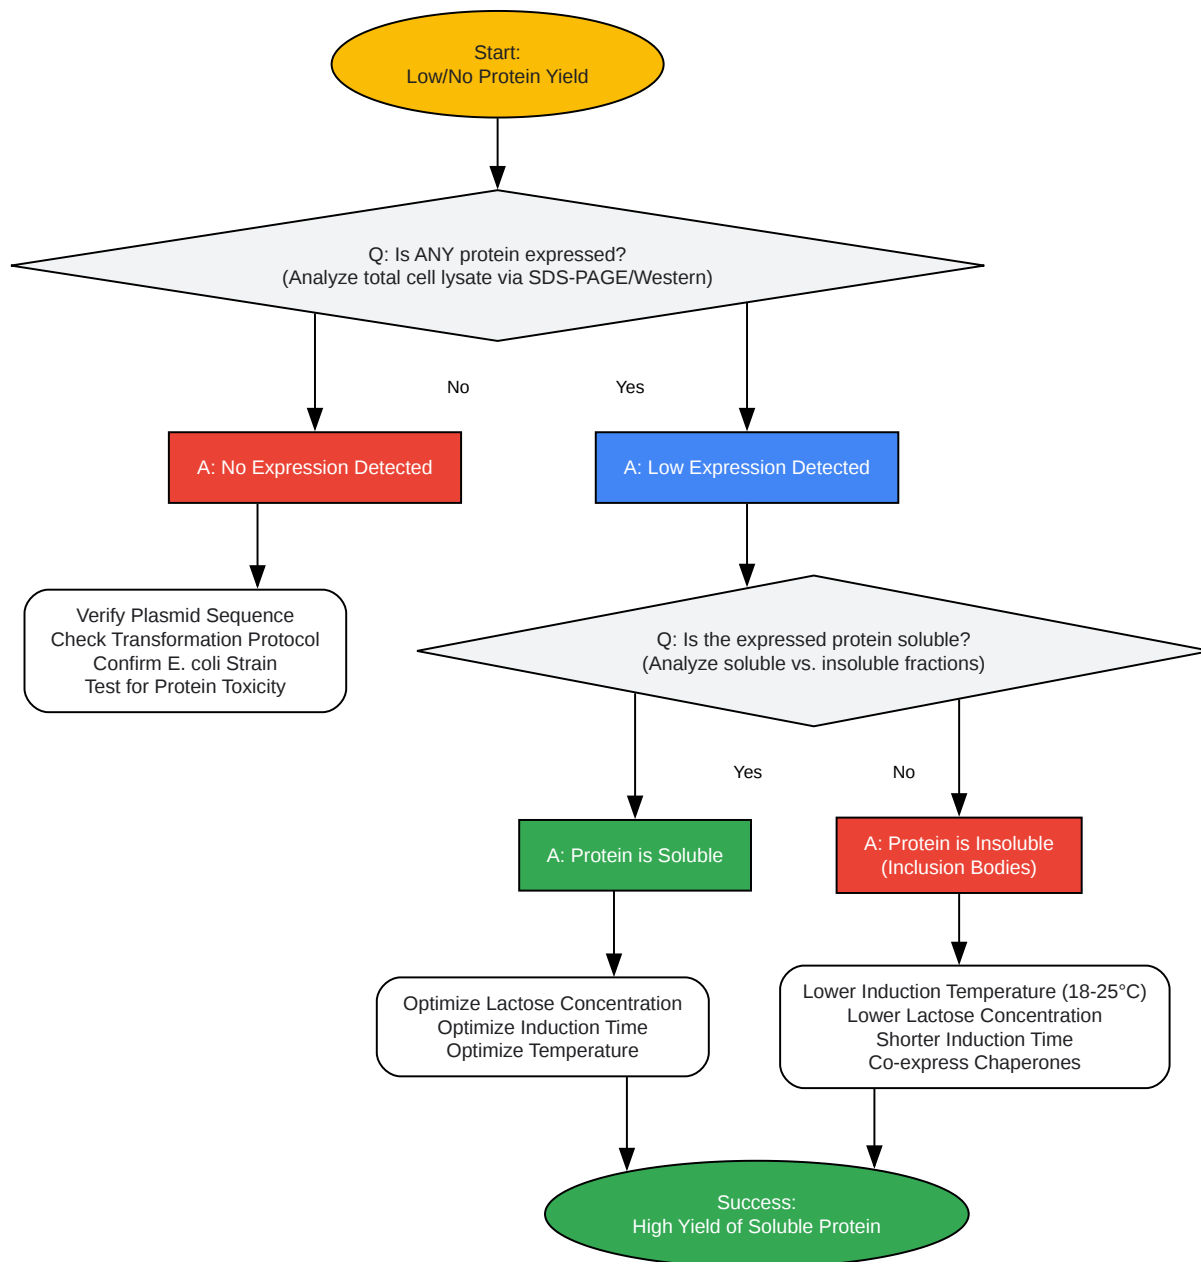 Start:
Low/No Protein Yield
Q: Is ANY protein expressed?
(Analyze total cell lysate via SDS-PAGE/Western)
No
Yes
A: No Expression Detected
A: Low Expression Detected
Verify Plasmid Sequence
Check Transformation Protocol
Confirm E. coli Strain
Test for Protein Toxicity
Q: Is the expressed protein soluble?
(Analyze soluble vs. insoluble fractions)
Yes
No
A: Protein is Soluble
A: Protein is Insoluble
(Inclusion Bodies)
Optimize Lactose Concentration
Optimize Induction Time
Optimize Temperature
Lower Induction Temperature (18-25°C)
Lower Lactose Concentration
Shorter Induction Time
Co-express Chaperones
Success:
High Yield of Soluble Protein